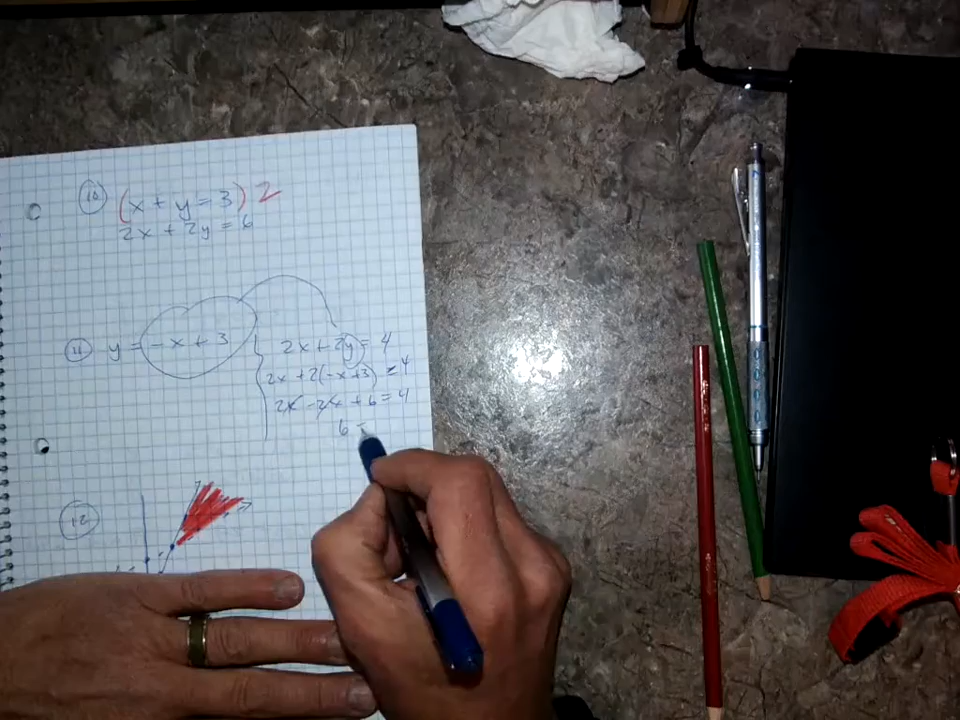 10 (x + y = 3) 2
2x + 2y = 6
11 y = -x + 3
2x + 2y = 4
2x + 2(-x+3) = 4
2x - 2x + 6 = 4
6 =
12